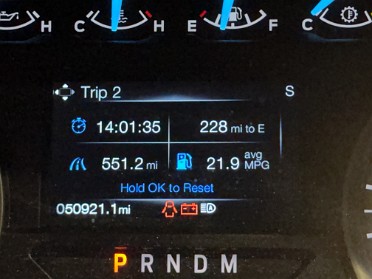 H C H E F C
Trip 2 S
14:01:35 228 mi to E
551.2 mi 21.9 avg MPG
Hold OK to Reset
050921.1mi
P R N D M